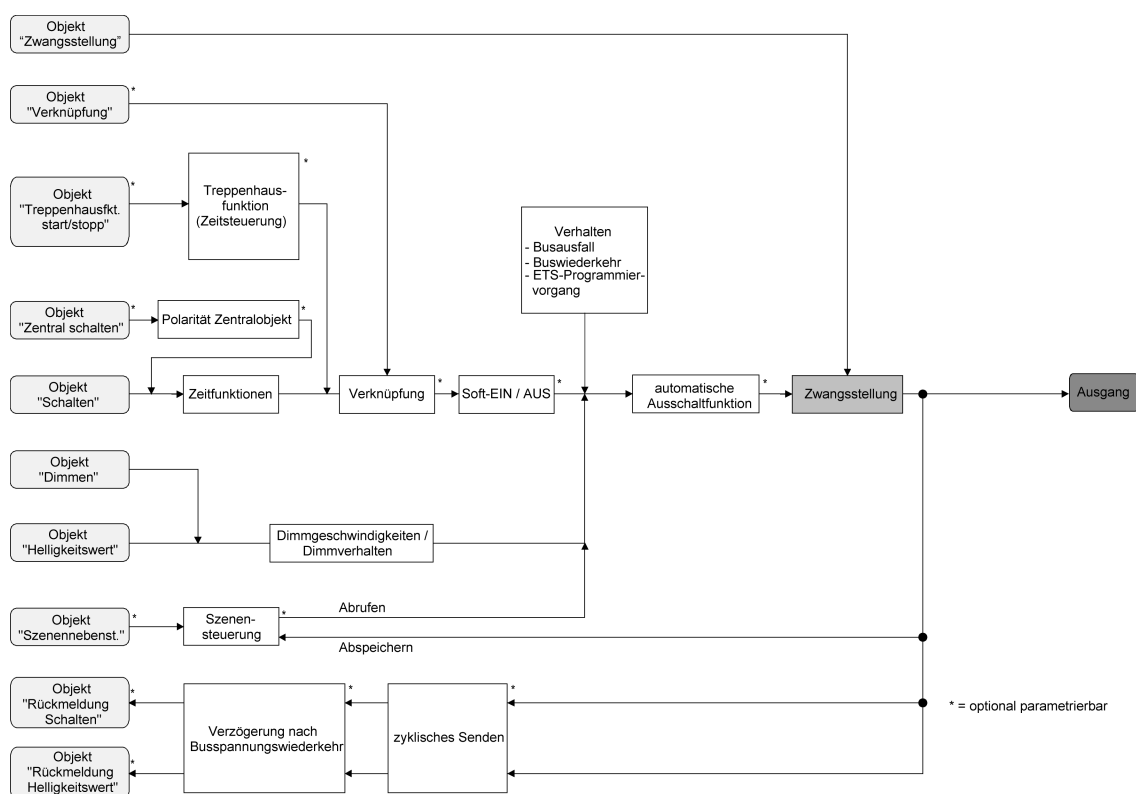 Objekt
“Zwangsstellung”
Objekt
"Verknüpfung"
*
Objekt
"Treppenhausfkt.
start/stopp"
*
Treppenhaus-
funktion
(Zeitsteuerung)
*
Verhalten
- Busausfall
- Buswiederkehr
- ETS-Programmier-
vorgang
Objekt
"Zentral schalten"
*
Polarität Zentralobjekt
*
Objekt
"Schalten"
Zeitfunktionen
Verknüpfung
*
Soft-EIN / AUS
*
automatische
Ausschaltfunktion
*
Zwangsstellung
Ausgang
Objekt
"Dimmen"
Objekt
"Helligkeitswert"
Dimmgeschwindigkeiten /
Dimmverhalten
Objekt
"Szenennebenst."
*
Szenen-
steuerung
*
Abrufen
Abspeichern
Objekt
"Rückmeldung
Schalten"
*
Verzögerung nach
Busspannungswiederkehr
*
zyklisches Senden
*
* = optional parametrierbar
Objekt
"Rückmeldung
Helligkeitswert"
*